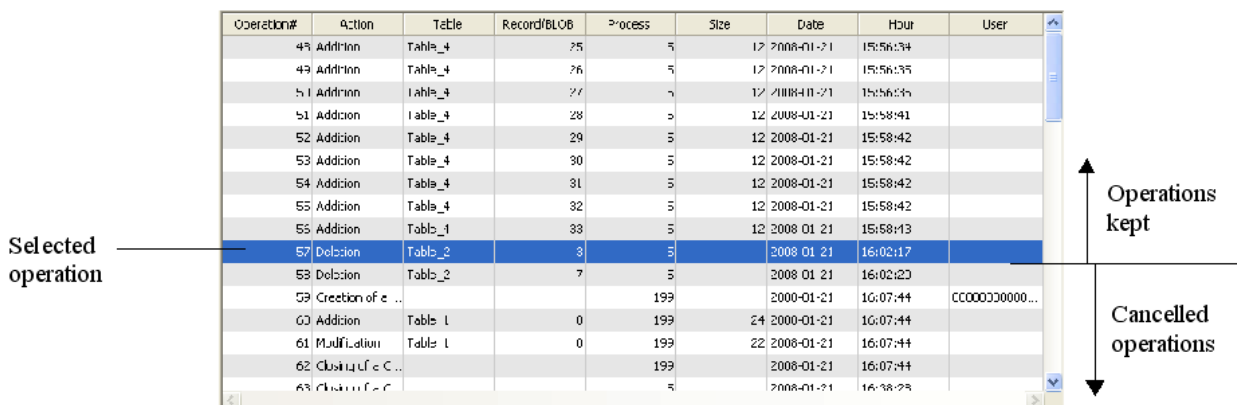 Operation# Action Table Record/BLOB Process Size Date Hour User
48 Addition Table_4 25 5 12 2008-01-21 15:56:34
49 Addition Table_4 26 5 12 2008-01-21 15:56:35
50 Addition Table_4 27 5 12 2008-01-21 15:56:35
51 Addition Table_4 28 5 12 2008-01-21 15:58:41
52 Addition Table_4 29 5 12 2008-01-21 15:58:42
53 Addition Table_4 30 5 12 2008-01-21 15:58:42
54 Addition Table_4 31 5 12 2008-01-21 15:58:42
55 Addition Table_4 32 5 12 2008-01-21 15:58:42
56 Addition Table_4 33 5 12 2008-01-21 15:58:43
57 Deletion Table_2 3 5 2008-01-21 16:02:17
58 Deletion Table_2 7 5 2008-01-21 16:02:20
59 Creation of a ... 199 2008-01-21 16:07:44
60 Addition Table_1 0 199 24 2008-01-21 16:07:44
61 Modification Table_1 0 199 22 2008-01-21 16:07:44
62 Closing of a C... 199 2008-01-21 16:07:44
63 Closing of a C... 5 2008-01-21 16:38:28
Selected
operation
Operations
kept
Cancelled
operations